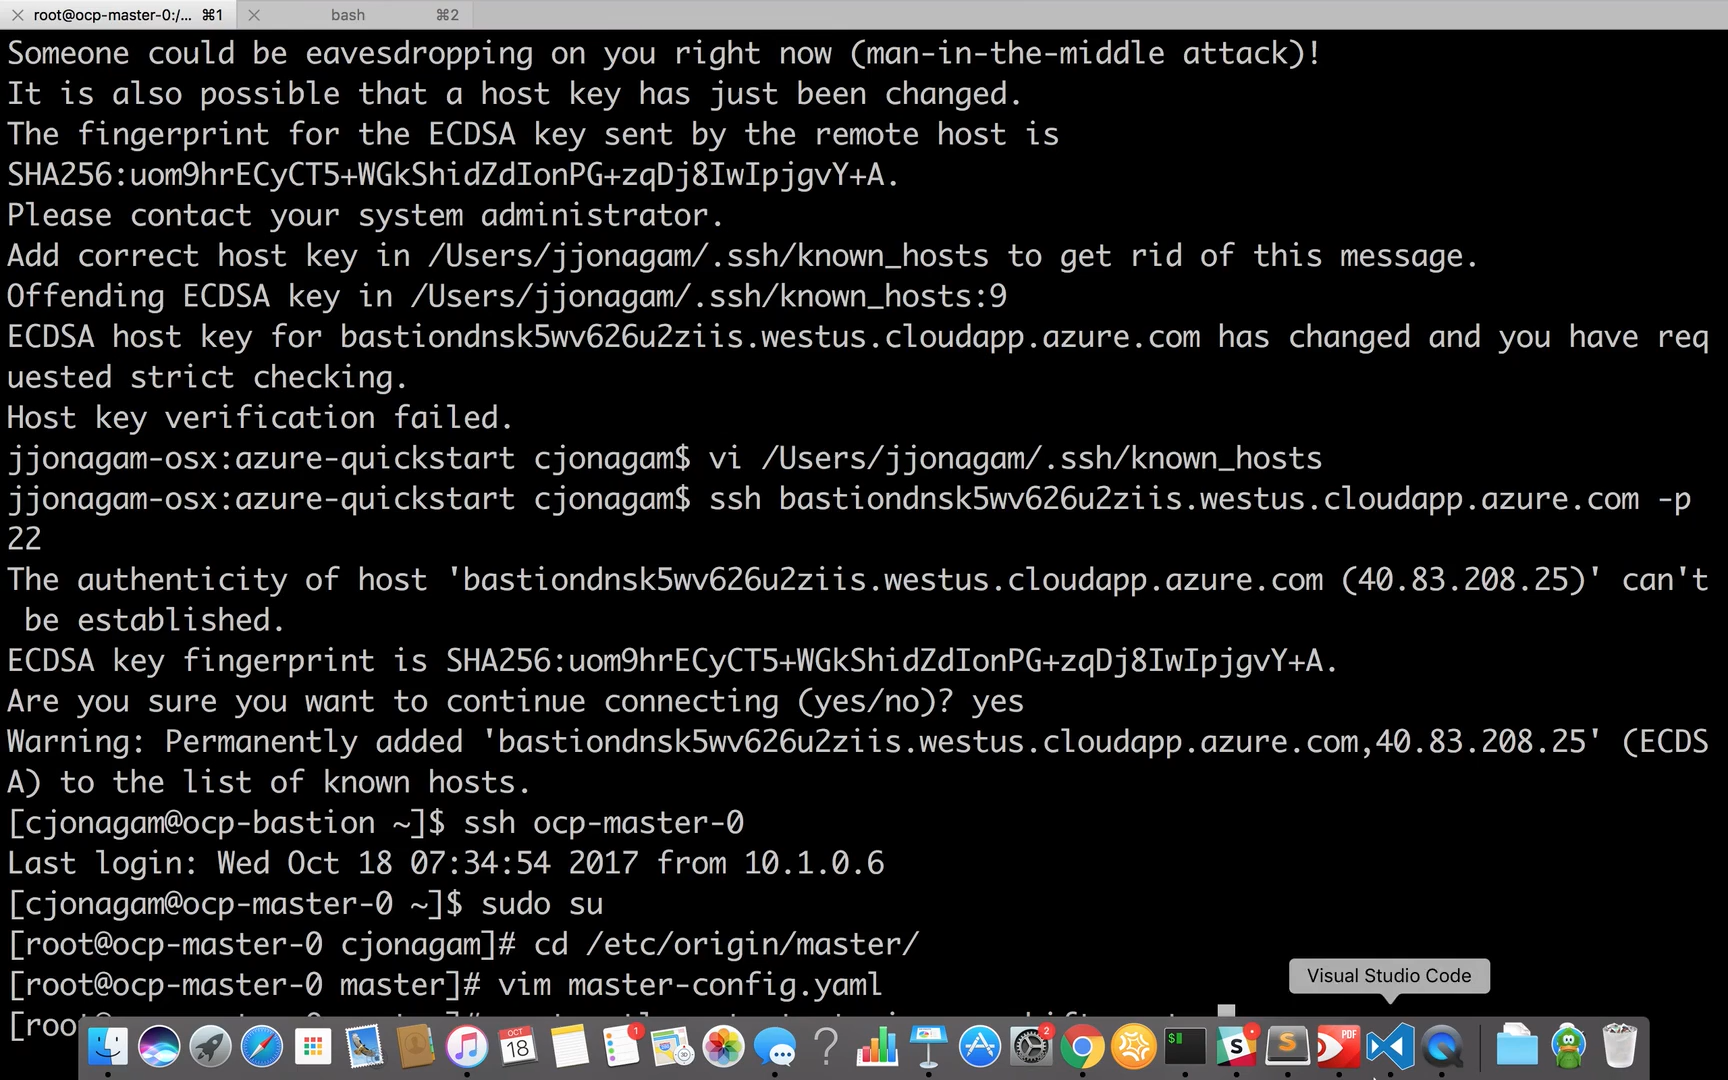 root@ocp-master-0:/... ⌘1 bash ⌘2
Someone could be eavesdropping on you right now (man-in-the-middle attack)!
It is also possible that a host key has just been changed.
The fingerprint for the ECDSA key sent by the remote host is
SHA256:uom9hrECyCT5+WGkShidZdIonPG+zqDj8IwIpjgvY+A.
Please contact your system administrator.
Add correct host key in /Users/jjonagam/.ssh/known_hosts to get rid of this message.
Offending ECDSA key in /Users/jjonagam/.ssh/known_hosts:9
ECDSA host key for bastiondnsk5wv626u2ziis.westus.cloudapp.azure.com has changed and you have req
uested strict checking.
Host key verification failed.
jjonagam-osx:azure-quickstart cjonagam$ vi /Users/jjonagam/.ssh/known_hosts
jjonagam-osx:azure-quickstart cjonagam$ ssh bastiondnsk5wv626u2ziis.westus.cloudapp.azure.com -p
22
The authenticity of host 'bastiondnsk5wv626u2ziis.westus.cloudapp.azure.com (40.83.208.25)' can't
be established.
ECDSA key fingerprint is SHA256:uom9hrECyCT5+WGkShidZdIonPG+zqDj8IwIpjgvY+A.
Are you sure you want to continue connecting (yes/no)? yes
Warning: Permanently added 'bastiondnsk5wv626u2ziis.westus.cloudapp.azure.com,40.83.208.25' (ECDS
A) to the list of known hosts.
[cjonagam@ocp-bastion ~]$ ssh ocp-master-0
Last login: Wed Oct 18 07:34:54 2017 from 10.1.0.6
[cjonagam@ocp-master-0 ~]$ sudo su
[root@ocp-master-0 cjonagam]# cd /etc/origin/master/
[root@ocp-master-0 master]# vim master-config.yaml
Visual Studio Code
[roo
OCT
18
1
2
PDF